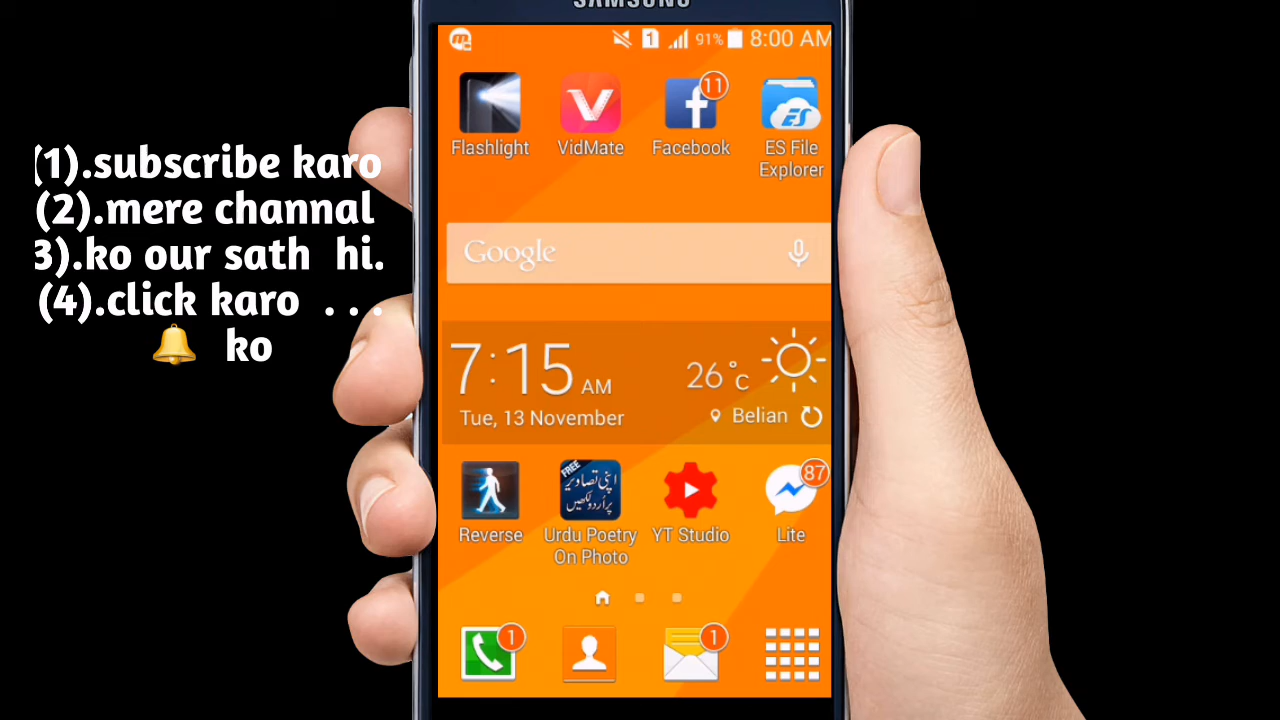 SAMSUNG
91% 8:00 AM
1
11
Flashlight VidMate Facebook ES File Explorer
(1).subscribe karo
(2).mere channal
3).ko our sath hi.
(4).click karo . . .
🔔 ko
Google
7:15 AM
26°c
Tue, 13 November
Belian
FREE
اپنی تصاویر
پر اُردو لکھیں
87
Reverse Urdu Poetry On Photo YT Studio Lite
1
1